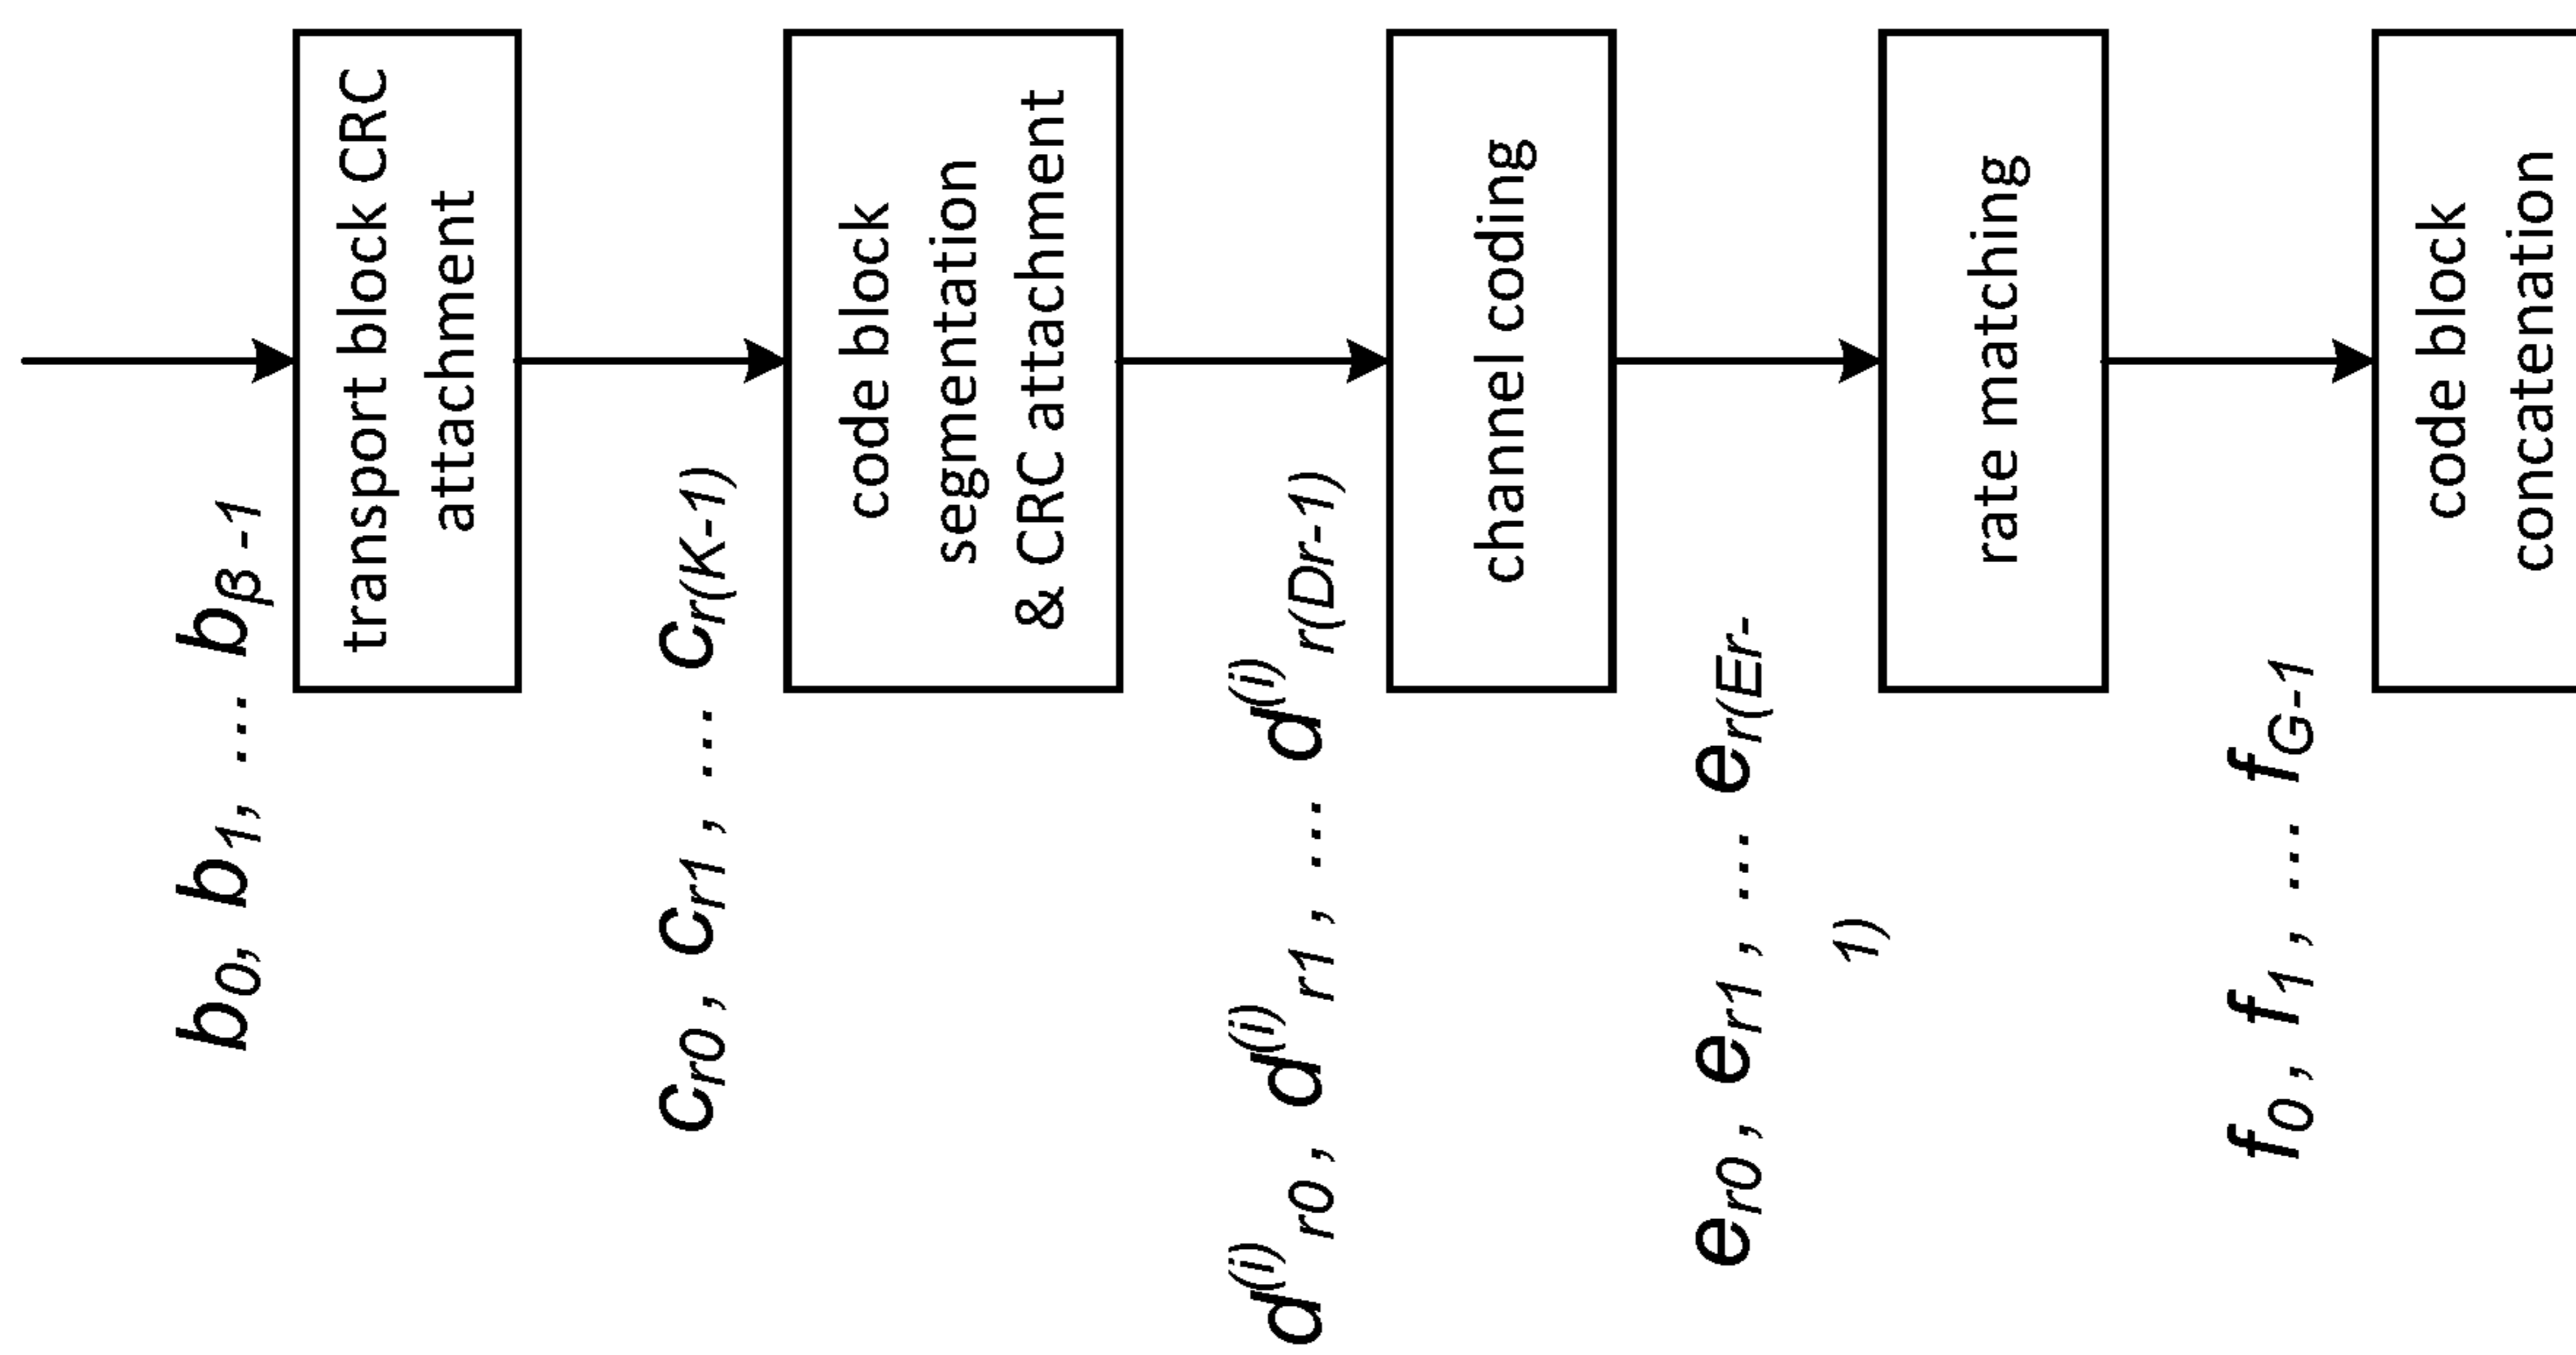 transport block CRC
attachment
b0, b1, ... bβ-1
code block
segmentation
& CRC attachment
cr0, cr1, ... cr(K-1)
channel coding
d(i)r0, d(i)r1, ... d(i)r(Dr-1)
rate matching
er0, er1, ... er(Er-
1)
code block
concatenation
f0, f1, ... fG-1